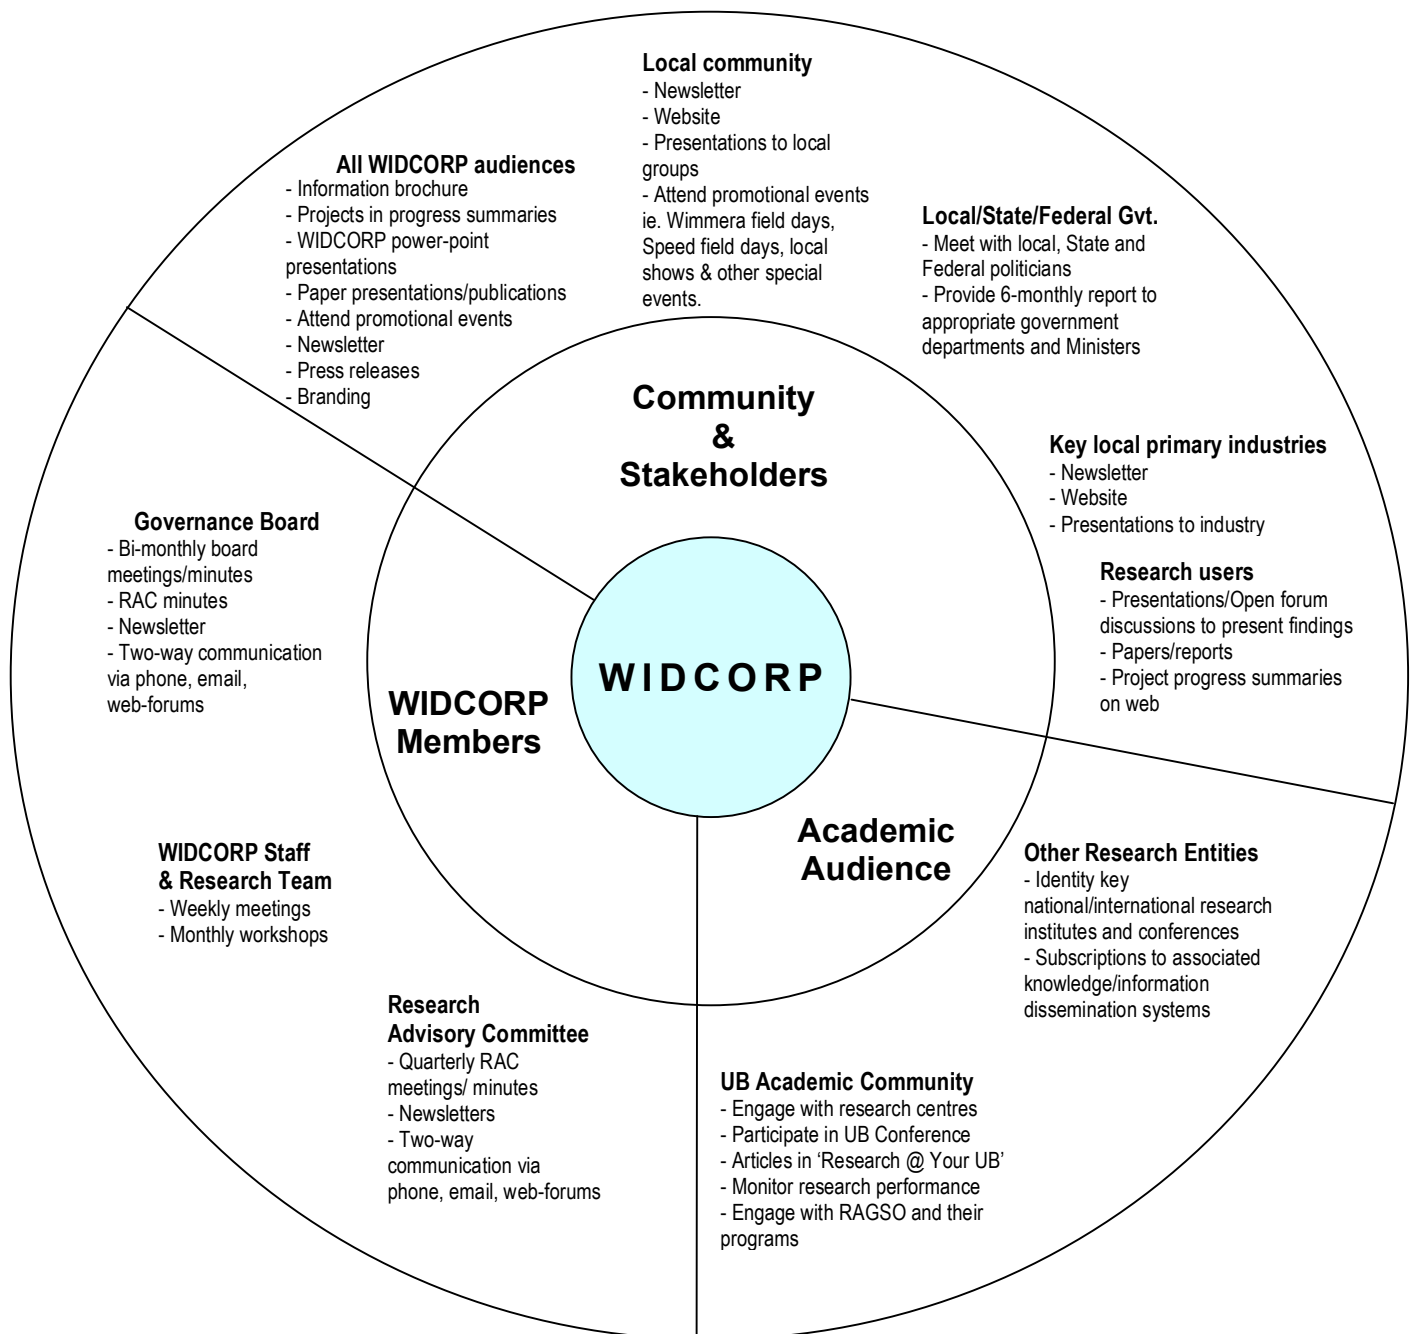 Local community
- Newsletter
- Website
- Presentations to local
groups
- Attend promotional events
ie. Wimmera field days,
Speed field days, local
shows & other special
events.
All WIDCORP audiences
- Information brochure
- Projects in progress summaries
- WIDCORP power-point
presentations
- Paper presentations/publications
- Attend promotional events
- Newsletter
- Press releases
- Branding
Local/State/Federal Gvt.
- Meet with local, State and
Federal politicians
- Provide 6-monthly report to
appropriate government
departments and Ministers
Community
&
Stakeholders
Key local primary industries
- Newsletter
- Website
- Presentations to industry
Governance Board
- Bi-monthly board
meetings/minutes
- RAC minutes
- Newsletter
- Two-way communication
via phone, email,
web-forums
Research users
- Presentations/Open forum
discussions to present findings
- Papers/reports
- Project progress summaries
on web
WIDCORP
WIDCORP
Members
Academic
Audience
WIDCORP Staff
& Research Team
- Weekly meetings
- Monthly workshops
Other Research Entities
- Identity key
national/international research
institutes and conferences
- Subscriptions to associated
knowledge/information
dissemination systems
Research
Advisory Committee
- Quarterly RAC
meetings/ minutes
- Newsletters
- Two-way
communication via
phone, email, web-forums
UB Academic Community
- Engage with research centres
- Participate in UB Conference
- Articles in ‘Research @ Your UB’
- Monitor research performance
- Engage with RAGSO and their
programs